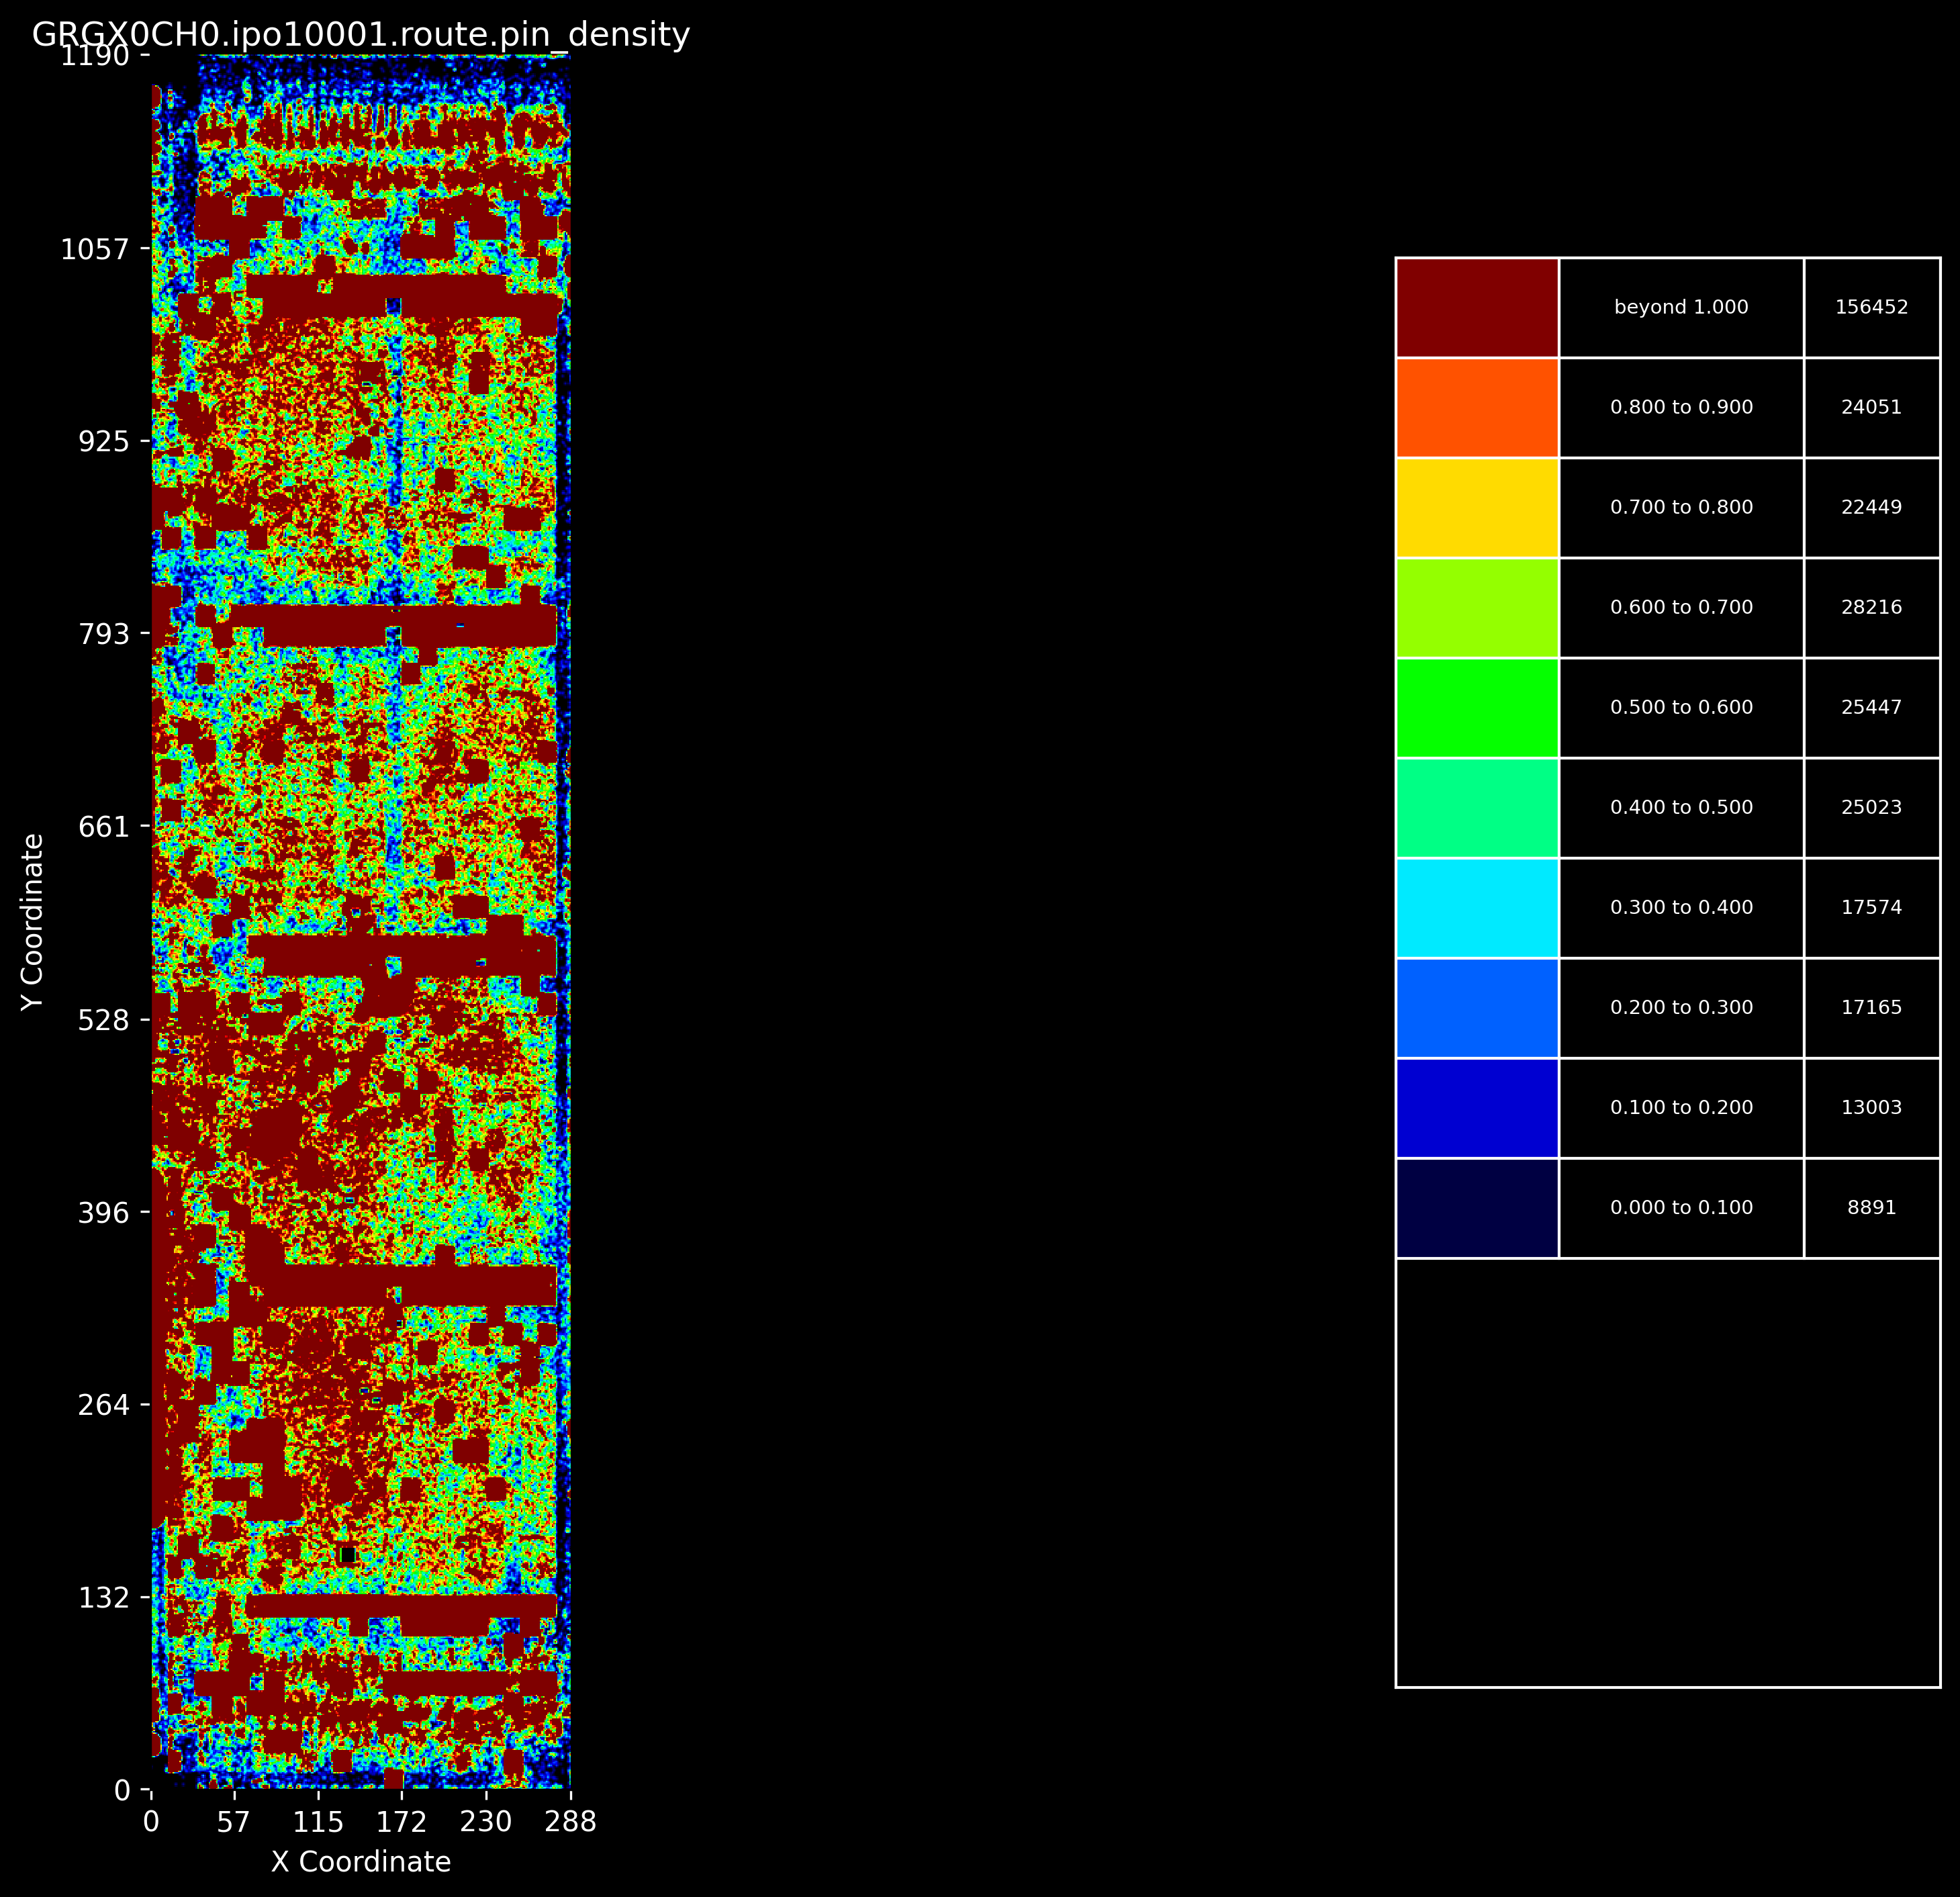 GRGX0CH0.ipo10001.route.pin_density
1190
1057
925
793
661
528
396
264
132
0
Y Coordinate
0 57 115 172 230 288
X Coordinate
beyond 1.000 156452
0.800 to 0.900 24051
0.700 to 0.800 22449
0.600 to 0.700 28216
0.500 to 0.600 25447
0.400 to 0.500 25023
0.300 to 0.400 17574
0.200 to 0.300 17165
0.100 to 0.200 13003
0.000 to 0.100 8891